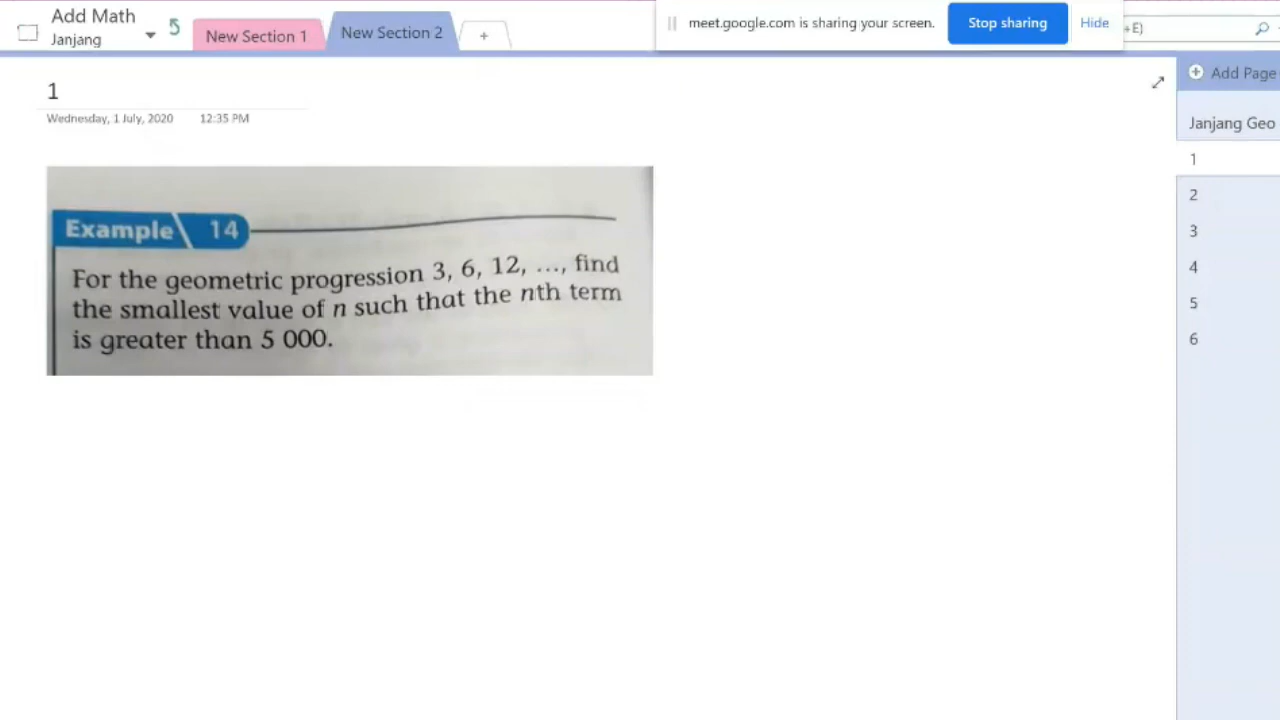 Add Math
Janjang
New Section 1
New Section 2
+
meet.google.com is sharing your screen.
Stop sharing
Hide
+E)
1
Wednesday, 1 July, 2020
12:35 PM
Add Page
Janjang Geo
1
2
3
4
5
6
Example 14
For the geometric progression 3, 6, 12, ..., find
the smallest value of n such that the nth term
is greater than 5 000.